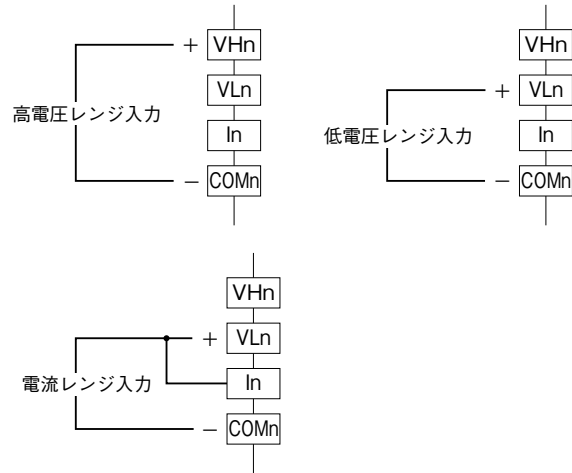 + VHn
VLn
高電圧レンジ入力
In
− COMn
VHn
+ VLn
低電圧レンジ入力
In
− COMn
VHn
+ VLn
電流レンジ入力
In
− COMn